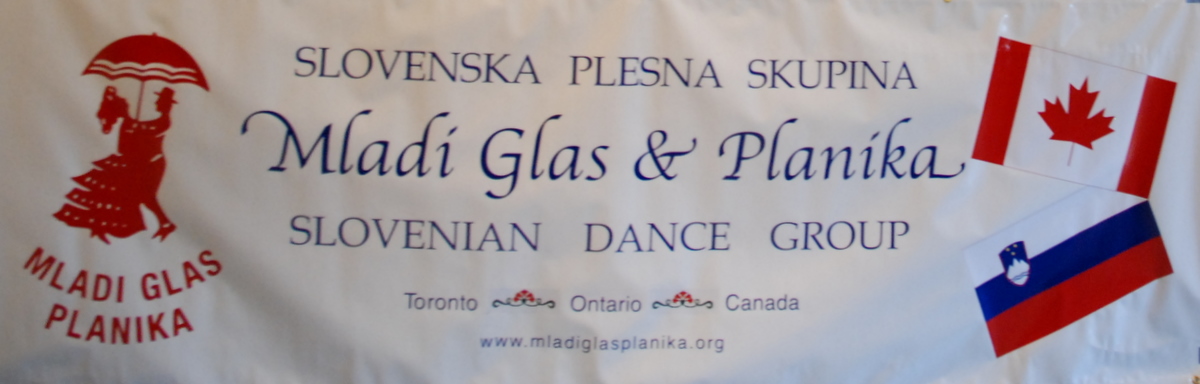 SLOVENSKA PLESNA SKUPINA
Mladi Glas & Planika
SLOVENIAN DANCE GROUP
Toronto Ontario Canada
www.mladiglasplanika.org
MLADI GLAS
PLANIKA